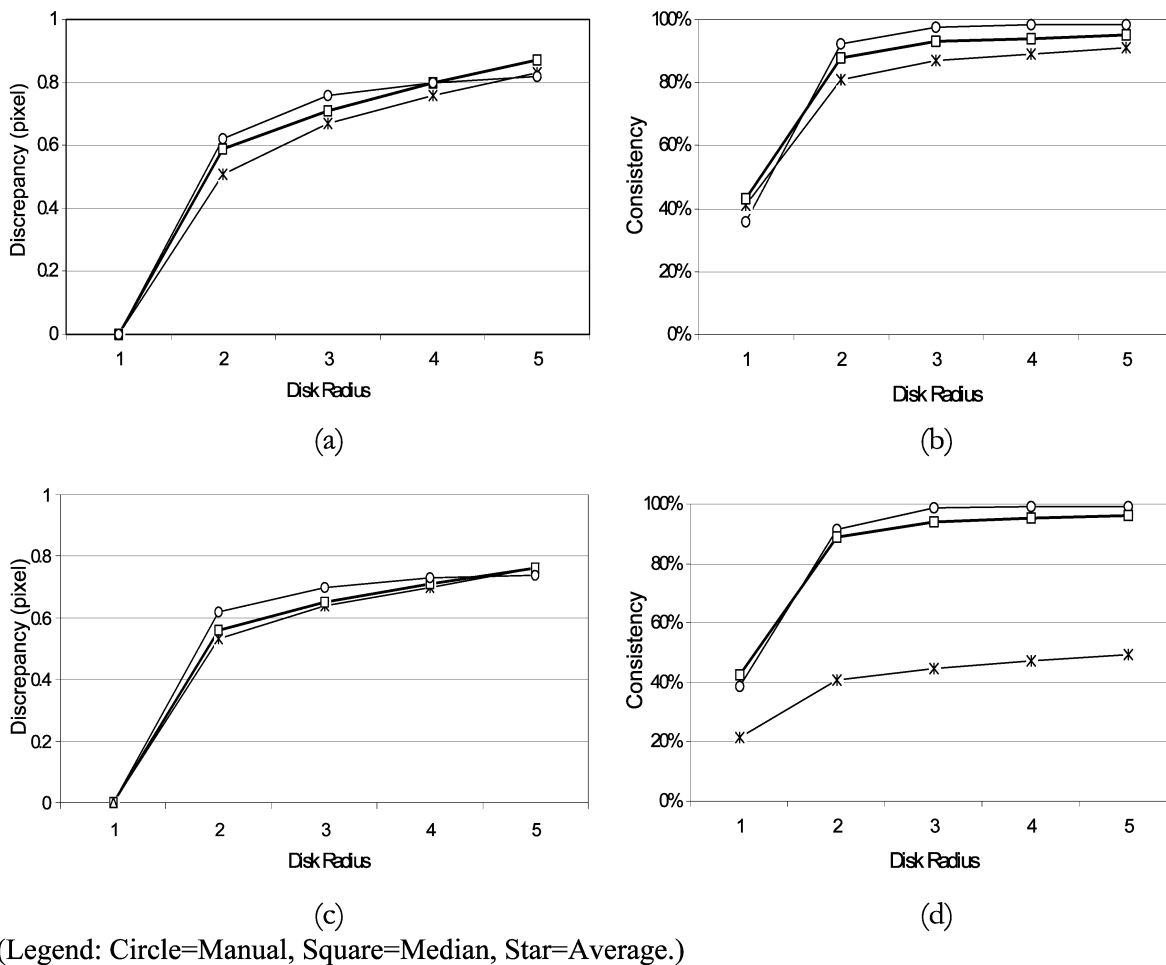 1
0.8
0.6
0.4
0.2
0
Discrepancy (pixel)
1 2 3 4 5
Disk Radius
(a)
100%
80%
60%
40%
20%
0%
Consistency
1 2 3 4 5
Disk Radius
(b)
1
0.8
0.6
0.4
0.2
0
Discrepancy (pixel)
1 2 3 4 5
Disk Radius
(c)
100%
80%
60%
40%
20%
0%
Consistency
1 2 3 4 5
Disk Radius
(d)
(Legend: Circle=Manual, Square=Median, Star=Average.)